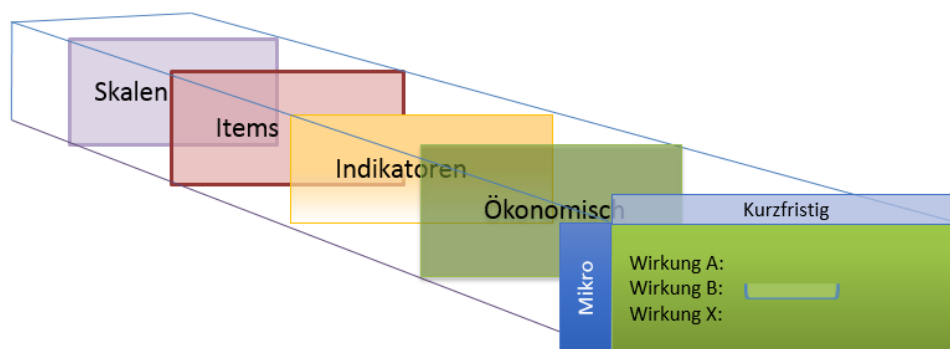 Skalen
Items
Indikatoren
Ökonomisch
Kurzfristig
Mikro
Wirkung A:
Wirkung B:
Wirkung X: